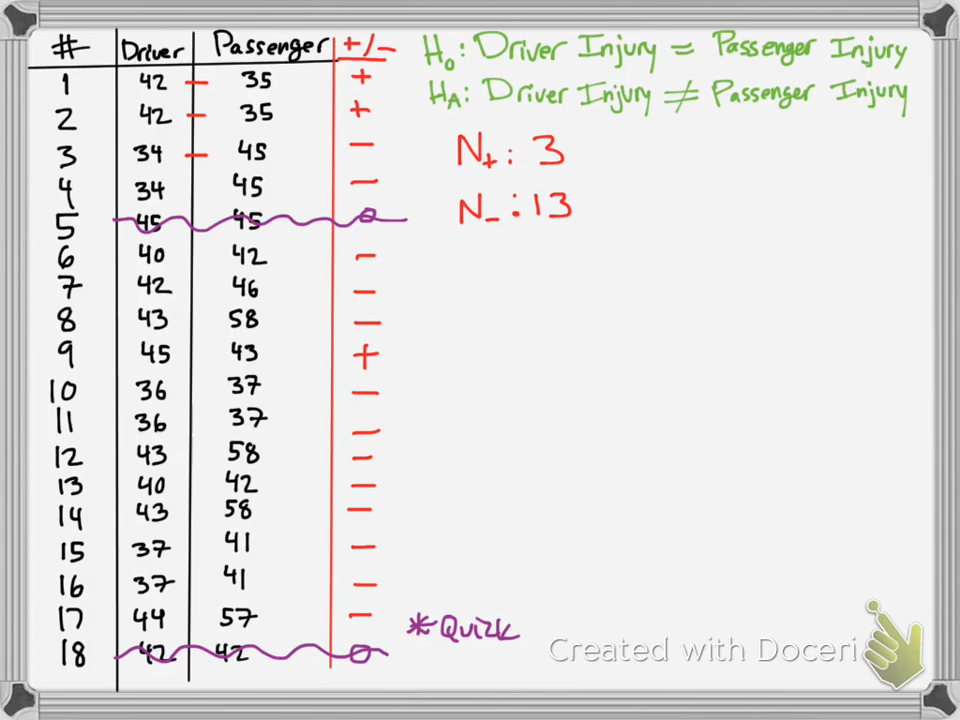 # Driver Passenger +/-
1 42 - 35 +
2 42 - 35 +
3 34 - 45 -
4 34 45 -
5 45 45 0
6 40 42 -
7 42 46 -
8 43 58 -
9 45 43 +
10 36 37 -
11 36 37 -
12 43 58 -
13 40 42 -
14 43 58 -
15 37 41 -
16 37 41 -
17 44 57 -
18 42 42 0
H₀: Driver Injury = Passenger Injury
Hᴀ: Driver Injury ≠ Passenger Injury
N₊: 3
N₋: 13
Created with Doceri